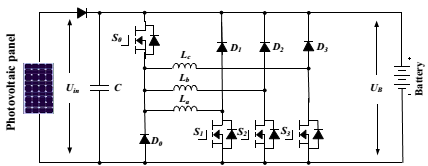 Photovoltaic panel
U_in
C
S_0
D_0
L_c
L_b
L_a
D_1
D_2
D_3
S_1
S_2
S_3
U_B
+
Battery